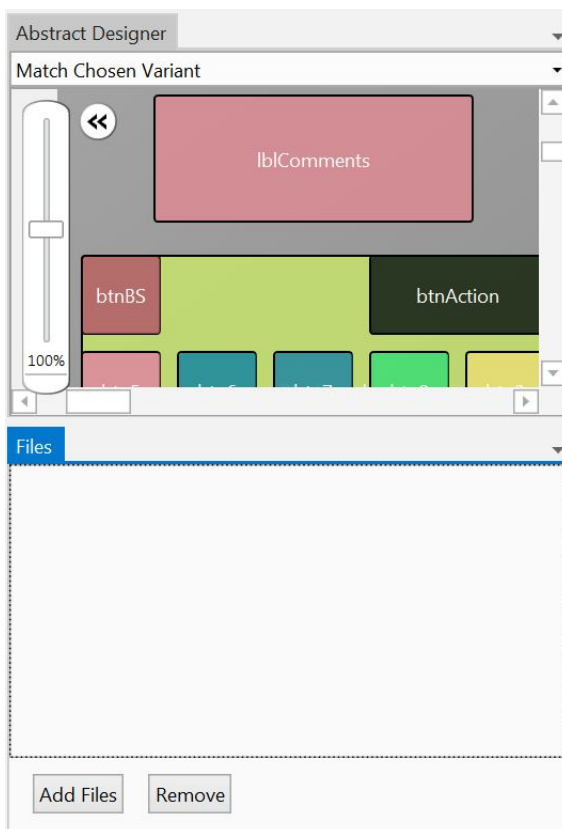 Abstract Designer
Match Chosen Variant
lblComments
btnBS
btnAction
100%
Files
Add Files
Remove